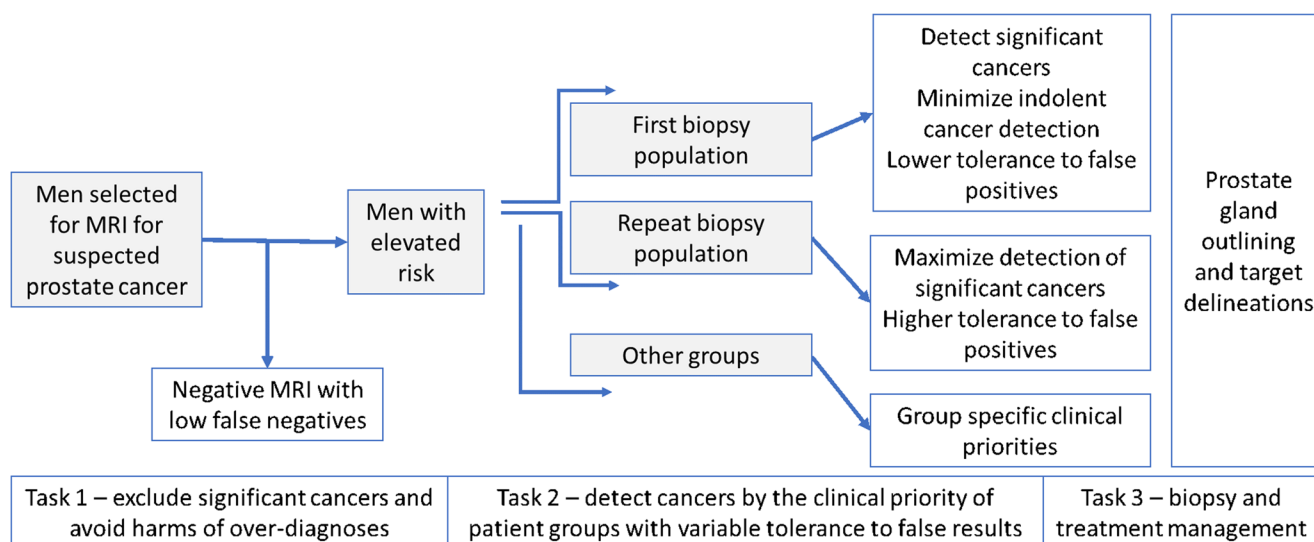 Men selected
for MRI for
suspected
prostate cancer
Negative MRI with
low false negatives
Men with
elevated
risk
First biopsy
population
Repeat biopsy
population
Other groups
Detect significant
cancers
Minimize indolent
cancer detection
Lower tolerance to false
positives
Maximize detection of
significant cancers
Higher tolerance to false
positives
Group specific clinical
priorities
Prostate
gland
outlining
and target
delineations
Task 1 – exclude significant cancers and
avoid harms of over-diagnoses
Task 2 – detect cancers by the clinical priority of
patient groups with variable tolerance to false results
Task 3 – biopsy and
treatment management